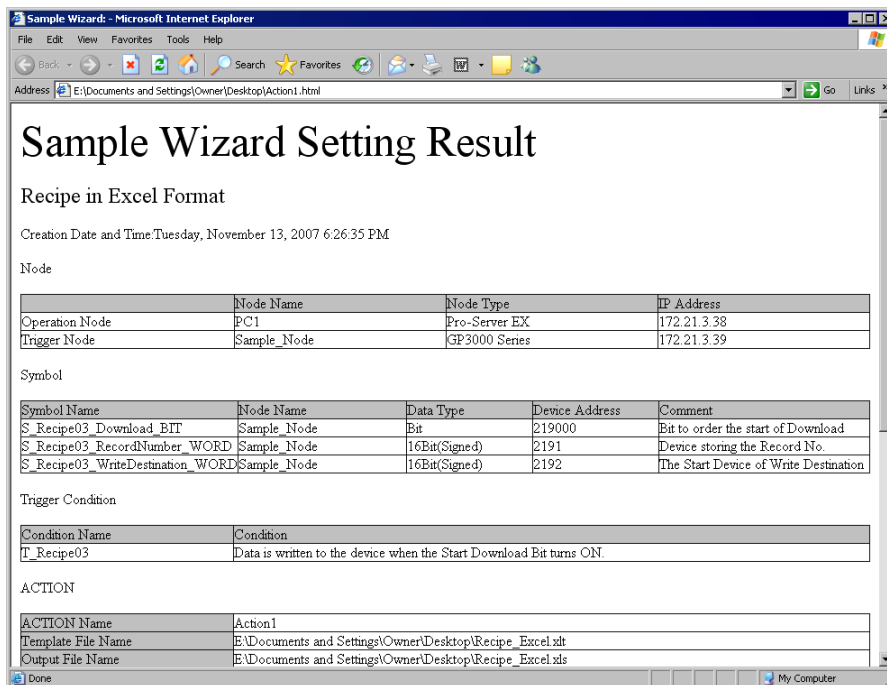 Sample Wizard: - Microsoft Internet Explorer
File Edit View Favorites Tools Help
Back Search Favorites
Address E:\Documents and Settings\Owner\Desktop\Action1.html Go Links »
Sample Wizard Setting Result
Recipe in Excel Format
Creation Date and Time:Tuesday, November 13, 2007 6:26:35 PM
Node
Node Name Node Type IP Address
Operation Node PC1 Pro-Server EX 172.21.3.38
Trigger Node Sample_Node GP3000 Series 172.21.3.39
Symbol
Symbol Name Node Name Data Type Device Address Comment
S_Recipe03_Download_BIT Sample_Node Bit 219000 Bit to order the start of Download
S_Recipe03_RecordNumber_WORD Sample_Node 16Bit(Signed) 2191 Device storing the Record No.
S_Recipe03_WriteDestination_WORD Sample_Node 16Bit(Signed) 2192 The Start Device of Write Destination
Trigger Condition
Condition Name Condition
T_Recipe03 Data is written to the device when the Start Download Bit turns ON.
ACTION
ACTION Name Action1
Template File Name E:\Documents and Settings\Owner\Desktop\Recipe_Excel.xlt
Output File Name E:\Documents and Settings\Owner\Desktop\Recipe_Excel.xls
Done My Computer